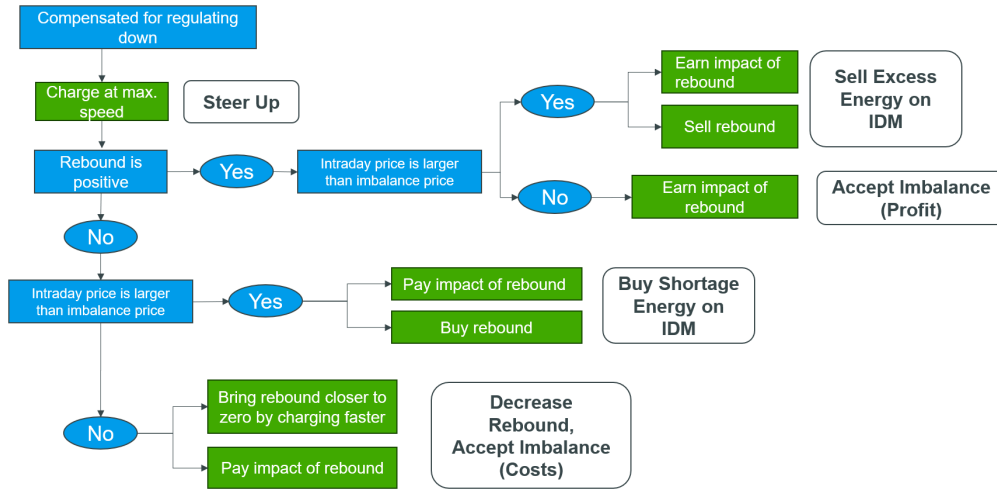 Compensated for regulating
down
Charge at max.
speed
Steer Up
Rebound is
positive
Yes
Intraday price is larger
than imbalance price
Yes
Earn impact of
rebound
Sell rebound
Sell Excess
Energy on
IDM
No
Earn impact of
rebound
Accept Imbalance
(Profit)
No
Intraday price is larger
than imbalance price
Yes
Pay impact of rebound
Buy rebound
Buy Shortage
Energy on
IDM
No
Bring rebound closer to
zero by charging faster
Pay impact of rebound
Decrease
Rebound,
Accept Imbalance
(Costs)